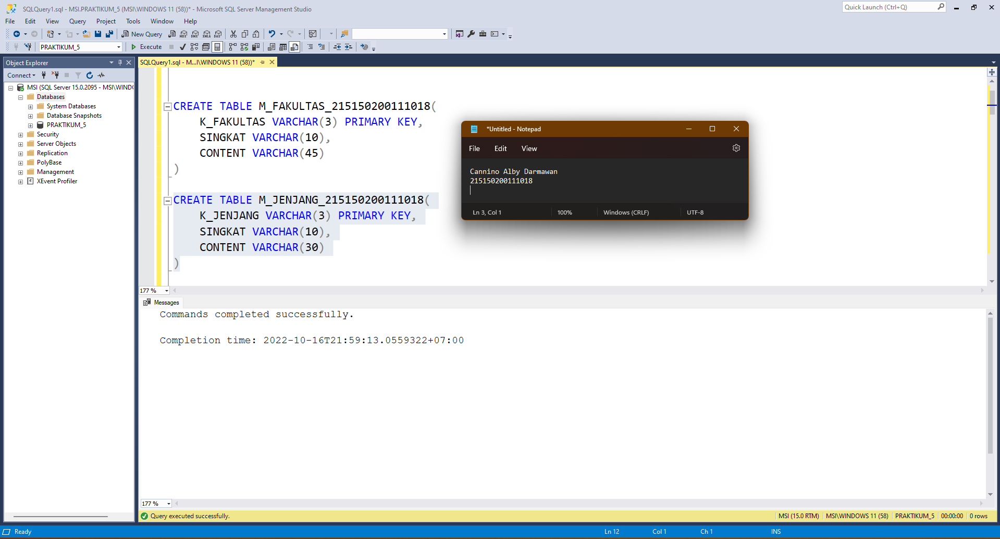 SQLQuery1.sql - MSI.PRAKTIKUM_5 (MSI\WINDOWS 11 (58))* - Microsoft SQL Server Management Studio
Quick Launch (Ctrl+Q)
File Edit View Query Project Tools Window Help
New Query MDX DMX XMLA DAX
PRAKTIKUM_5 Execute
Object Explorer
SQLQuery1.sql - M...I\WINDOWS 11 (58))*
Connect
MSI (SQL Server 15.0.2095 - MSI\WIND
Databases
System Databases
Database Snapshots
PRAKTIKUM_5
Security
Server Objects
Replication
PolyBase
Management
XEvent Profiler
CREATE TABLE M_FAKULTAS_215150200111018(
K_FAKULTAS VARCHAR(3) PRIMARY KEY,
SINGKAT VARCHAR(10),
CONTENT VARCHAR(45)
)
CREATE TABLE M_JENJANG_215150200111018(
K_JENJANG VARCHAR(3) PRIMARY KEY,
SINGKAT VARCHAR(10),
CONTENT VARCHAR(30)
)
*Untitled - Notepad
File Edit View
Cannino Alby Darmawan
215150200111018
Ln 3, Col 1 100% Windows (CRLF) UTF-8
177 %
Messages
Commands completed successfully.
Completion time: 2022-10-16T21:59:13.0559322+07:00
177 %
Query executed successfully. MSI (15.0 RTM) MSI\WINDOWS 11 (58) PRAKTIKUM_5 00:00:00 0 rows
Ready Ln 12 Col 1 Ch 1 INS